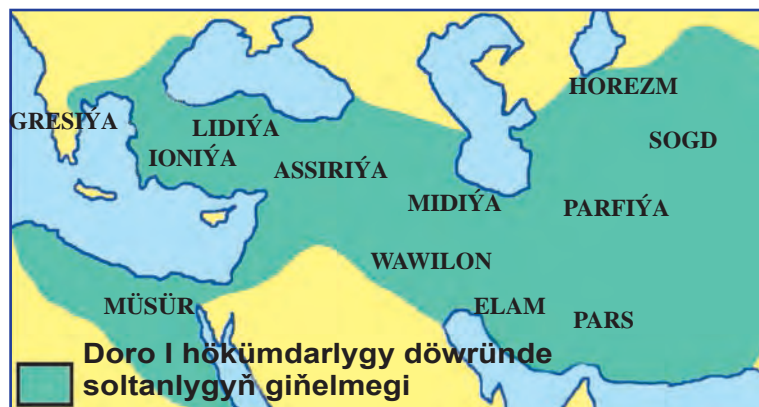 HOREZM
GRESIÝA
LIDIÝA
SOGD
IONIÝA
ASSIRIÝA
MIDIÝA
PARFIÝA
WAWILON
MÜSÜR
ELAM
PARS
Doro I hökümdarlygy döwründe
soltanlygyň giňelmegi